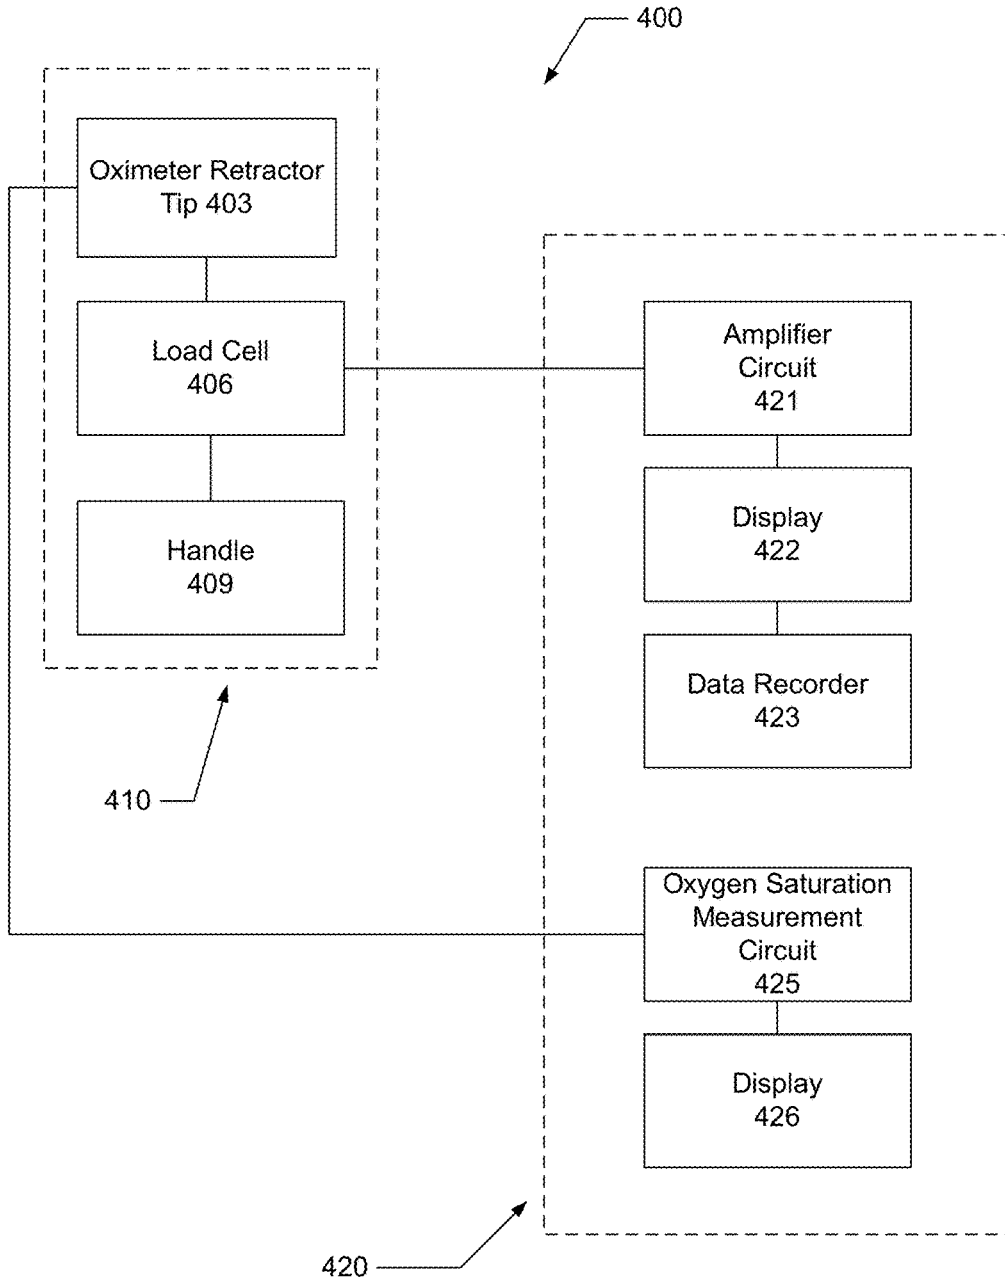 400
Oximeter Retractor
Tip 403
Load Cell
406
Handle
409
410
Amplifier
Circuit
421
Display
422
Data Recorder
423
Oxygen Saturation
Measurement
Circuit
425
Display
426
420